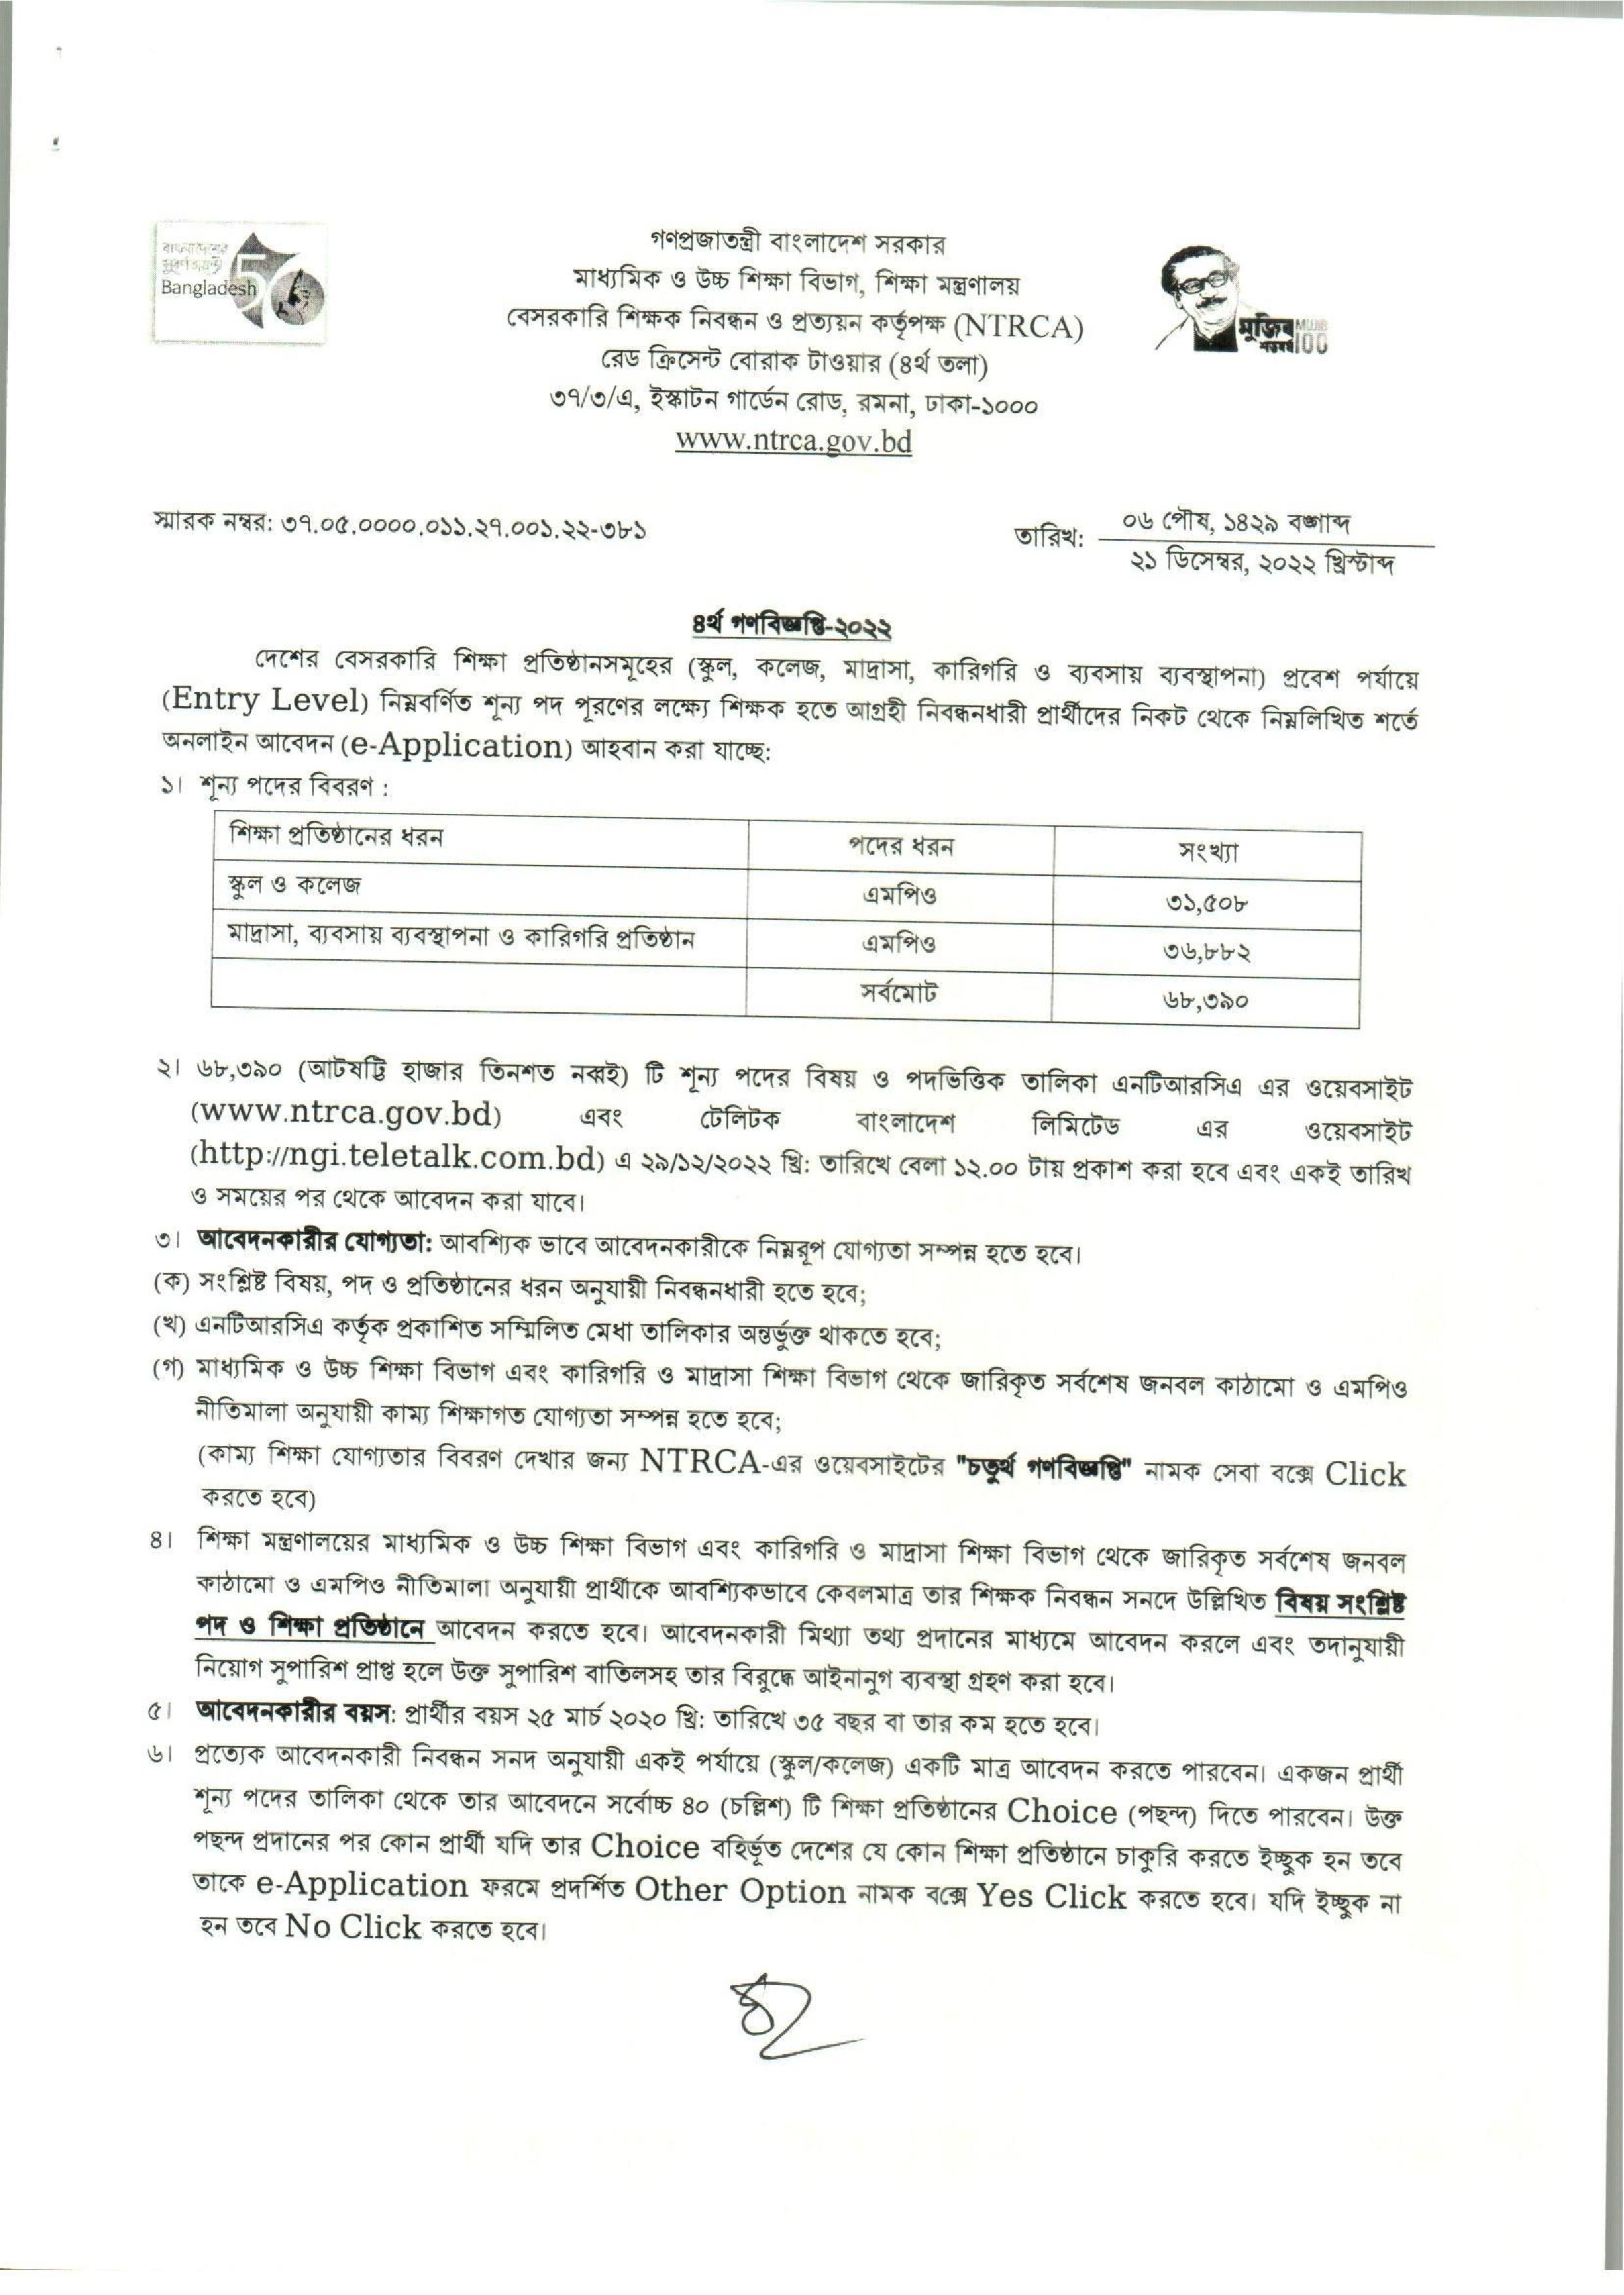 বাংলাদেশের
সুবর্ণজয়ন্তী
50
Bangladesh
মুজিব
শতবর্ষ
MUJIB
100
গণপ্রজাতন্ত্রী বাংলাদেশ সরকার
মাধ্যমিক ও উচ্চ শিক্ষা বিভাগ, শিক্ষা মন্ত্রণালয়
বেসরকারি শিক্ষক নিবন্ধন ও প্রত্যয়ন কর্তৃপক্ষ (NTRCA)
রেড ক্রিসেন্ট বোরাক টাওয়ার (৪র্থ তলা)
৩৭/৩/এ, ইস্কাটন গার্ডেন রোড, রমনা, ঢাকা-১০০০
www.ntrca.gov.bd
স্মারক নম্বর: ৩৭.০৫.০০০০.০১১.২৭.০০১.২২-৩৮১
তারিখ: ০৬ পৌষ, ১৪২৯ বঙ্গাব্দ
২১ ডিসেম্বর, ২০২২ খ্রিস্টাব্দ
৪র্থ গণবিজ্ঞপ্তি-২০২২
দেশের বেসরকারি শিক্ষা প্রতিষ্ঠানসমূহের (স্কুল, কলেজ, মাদ্রাসা, কারিগরি ও ব্যবসায় ব্যবস্থাপনা) প্রবেশ পর্যায়ে
(Entry Level) নিম্নবর্ণিত শূন্য পদ পূরণের লক্ষ্যে শিক্ষক হতে আগ্রহী নিবন্ধনধারী প্রার্থীদের নিকট থেকে নিম্নলিখিত শর্তে
অনলাইন আবেদন (e-Application) আহবান করা যাচ্ছে:
১। শূন্য পদের বিবরণ :
শিক্ষা প্রতিষ্ঠানের ধরন পদের ধরন সংখ্যা
স্কুল ও কলেজ এমপিও ৩১,৫০৮
মাদ্রাসা, ব্যবসায় ব্যবস্থাপনা ও কারিগরি প্রতিষ্ঠান এমপিও ৩৬,৮৮২
সর্বমোট ৬৮,৩৯০
২। ৬৮,৩৯০ (আটষট্টি হাজার তিনশত নব্বই) টি শূন্য পদের বিষয় ও পদভিত্তিক তালিকা এনটিআরসিএ এর ওয়েবসাইট
(www.ntrca.gov.bd) এবং টেলিটক বাংলাদেশ লিমিটেড এর ওয়েবসাইট
(http://ngi.teletalk.com.bd) এ ২৯/১২/২০২২ খ্রি: তারিখে বেলা ১২.০০ টায় প্রকাশ করা হবে এবং একই তারিখ
ও সময়ের পর থেকে আবেদন করা যাবে।
৩। আবেদনকারীর যোগ্যতা: আবশ্যিক ভাবে আবেদনকারীকে নিম্নরূপ যোগ্যতা সম্পন্ন হতে হবে।
(ক) সংশ্লিষ্ট বিষয়, পদ ও প্রতিষ্ঠানের ধরন অনুযায়ী নিবন্ধনধারী হতে হবে;
(খ) এনটিআরসিএ কর্তৃক প্রকাশিত সম্মিলিত মেধা তালিকার অন্তর্ভুক্ত থাকতে হবে;
(গ) মাধ্যমিক ও উচ্চ শিক্ষা বিভাগ এবং কারিগরি ও মাদ্রাসা শিক্ষা বিভাগ থেকে জারিকৃত সর্বশেষ জনবল কাঠামো ও এমপিও
নীতিমালা অনুযায়ী কাম্য শিক্ষাগত যোগ্যতা সম্পন্ন হতে হবে;
(কাম্য শিক্ষা যোগ্যতার বিবরণ দেখার জন্য NTRCA-এর ওয়েবসাইটের "চতুর্থ গণবিজ্ঞপ্তি" নামক সেবা বক্সে Click
করতে হবে)
৪। শিক্ষা মন্ত্রণালয়ের মাধ্যমিক ও উচ্চ শিক্ষা বিভাগ এবং কারিগরি ও মাদ্রাসা শিক্ষা বিভাগ থেকে জারিকৃত সর্বশেষ জনবল
কাঠামো ও এমপিও নীতিমালা অনুযায়ী প্রার্থীকে আবশ্যিকভাবে কেবলমাত্র তার শিক্ষক নিবন্ধন সনদে উল্লিখিত বিষয় সংশ্লিষ্ট
পদ ও শিক্ষা প্রতিষ্ঠানে আবেদন করতে হবে। আবেদনকারী মিথ্যা তথ্য প্রদানের মাধ্যমে আবেদন করলে এবং তদানুযায়ী
নিয়োগ সুপারিশ প্রাপ্ত হলে উক্ত সুপারিশ বাতিলসহ তার বিরুদ্ধে আইনানুগ ব্যবস্থা গ্রহণ করা হবে।
৫। আবেদনকারীর বয়স: প্রার্থীর বয়স ২৫ মার্চ ২০২০ খ্রি: তারিখে ৩৫ বছর বা তার কম হতে হবে।
৬। প্রত্যেক আবেদনকারী নিবন্ধন সনদ অনুযায়ী একই পর্যায়ে (স্কুল/কলেজ) একটি মাত্র আবেদন করতে পারবেন। একজন প্রার্থী
শূন্য পদের তালিকা থেকে তার আবেদনে সর্বোচ্চ ৪০ (চল্লিশ) টি শিক্ষা প্রতিষ্ঠানের Choice (পছন্দ) দিতে পারবেন। উক্ত
পছন্দ প্রদানের পর কোন প্রার্থী যদি তার Choice বহির্ভূত দেশের যে কোন শিক্ষা প্রতিষ্ঠানে চাকুরি করতে ইচ্ছুক হন তবে
তাকে e-Application ফরমে প্রদর্শিত Other Option নামক বক্সে Yes Click করতে হবে। যদি ইচ্ছুক না
হন তবে No Click করতে হবে।